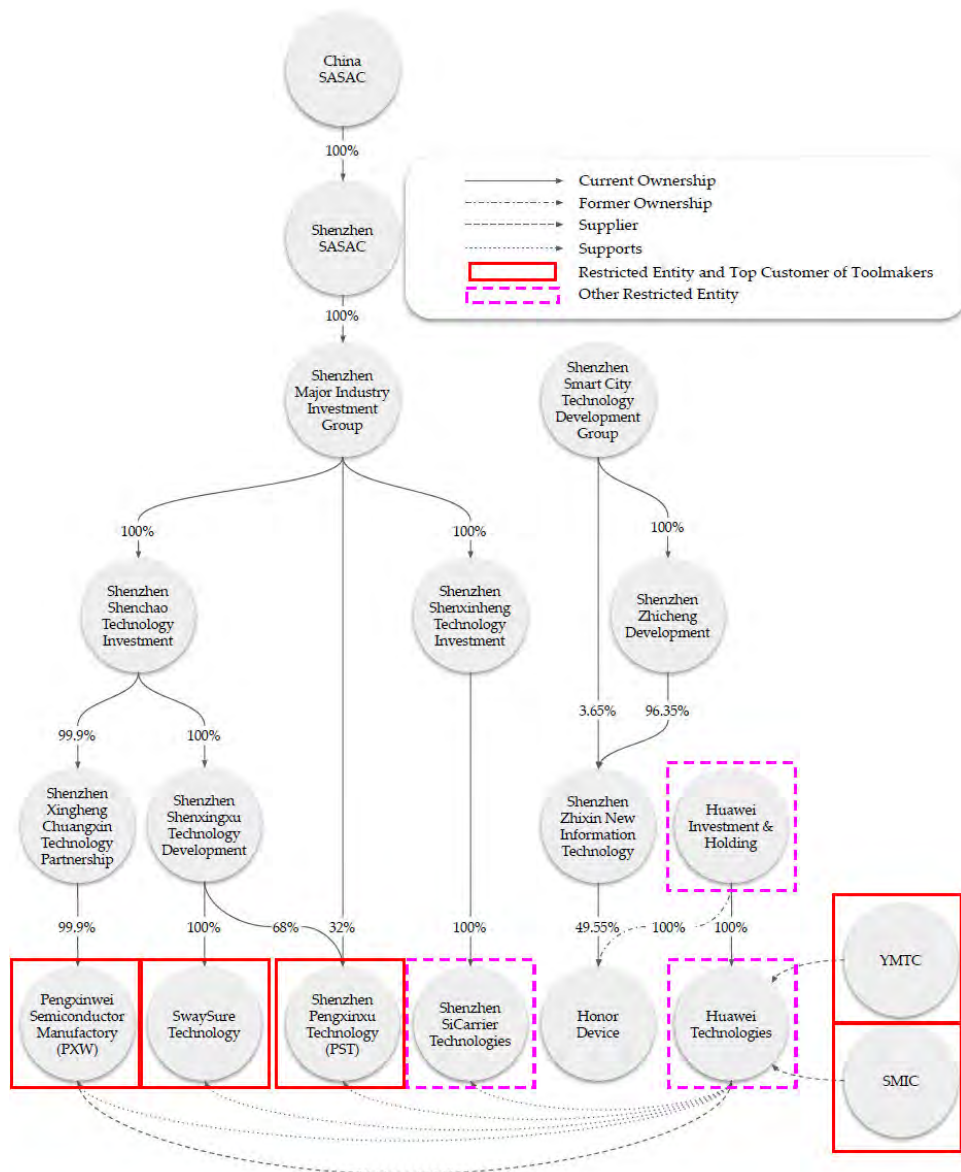 China
SASAC
100%
Current Ownership
Former Ownership
Supplier
Supports
Restricted Entity and Top Customer of Toolmakers
Other Restricted Entity
Shenzhen
SASAC
100%
Shenzhen
Major Industry
Investment
Group
Shenzhen
Smart City
Technology
Development
Group
100%
100%
100%
Shenzhen
Shenchao
Technology
Investment
Shenzhen
Shenxinheng
Technology
Investment
Shenzhen
Zhicheng
Development
99.9%
100%
3.65%
96.35%
Shenzhen
Xingheng
Chuangxin
Technology
Partnership
Shenzhen
Shenxingxu
Technology
Development
Shenzhen
Zhixin New
Information
Technology
Huawei
Investment &
Holding
99.9%
100%
68%
32%
100%
49.55%
100%
100%
Pengxinwei
Semiconductor
Manufactory
(PXW)
SwaySure
Technology
Shenzhen
Pengxinxu
Technology
(PST)
Shenzhen
SiCarrier
Technologies
Honor
Device
Huawei
Technologies
YMTC
SMIC